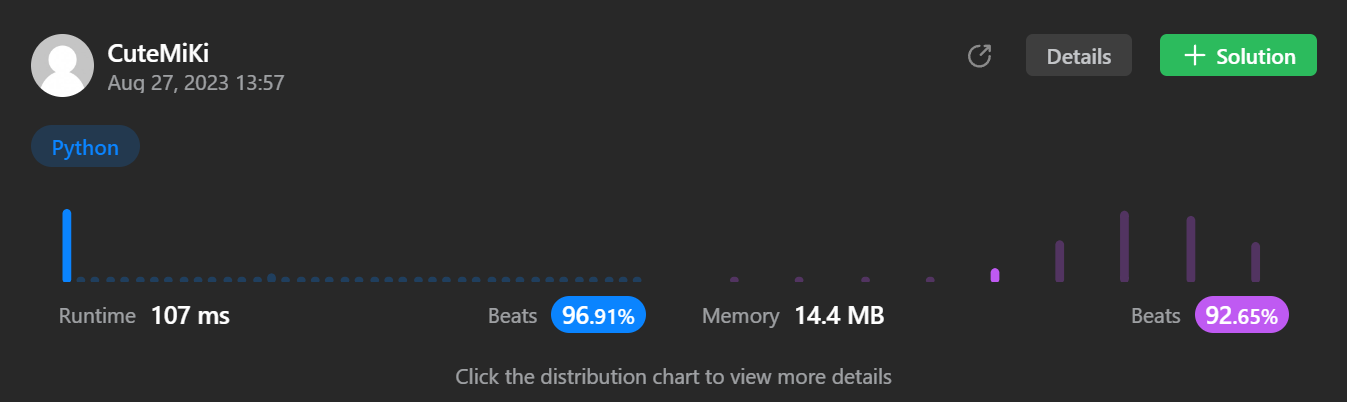 CuteMiKi
Aug 27, 2023 13:57
Details
+ Solution
Python
Runtime 107 ms
Beats 96.91%
Memory 14.4 MB
Beats 92.65%
Click the distribution chart to view more details